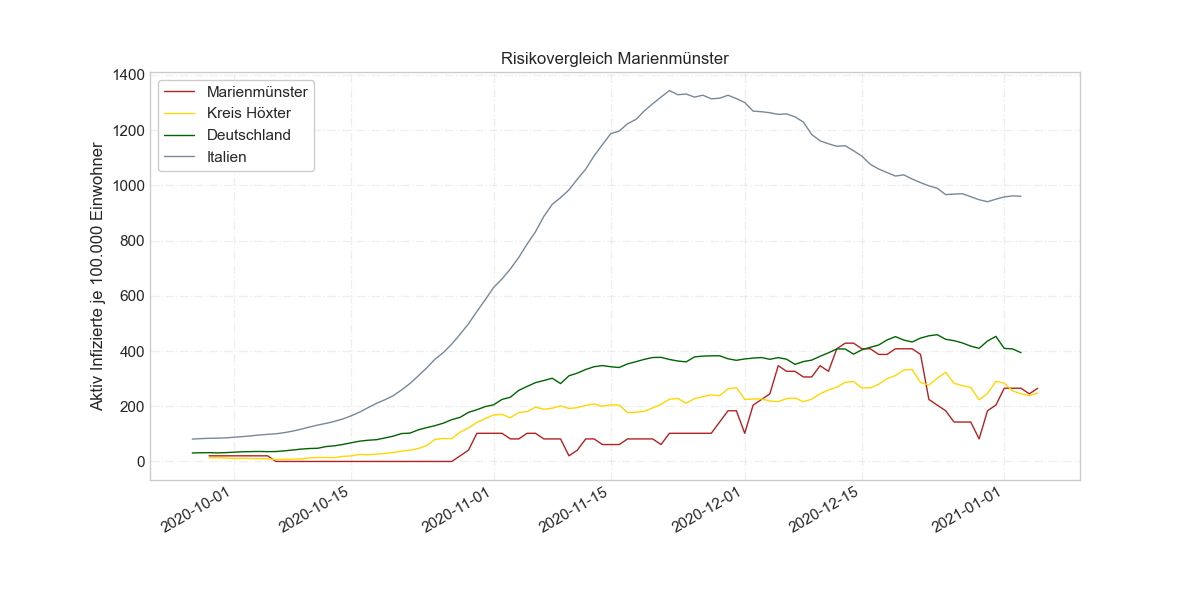 Risikovergleich Marienmünster
Aktiv Infizierte je 100.000 Einwohner
1400
1200
1000
800
600
400
200
0
Marienmünster
Kreis Höxter
Deutschland
Italien
2020-10-01
2020-10-15
2020-11-01
2020-11-15
2020-12-01
2020-12-15
2021-01-01